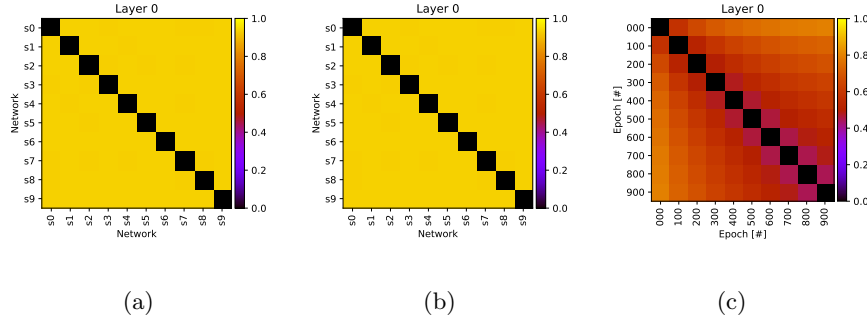 Layer 0
Network
s0
s1
s2
s3
s4
s5
s6
s7
s8
s9
s0 s1 s2 s3 s4 s5 s6 s7 s8 s9
Network
1.0
0.8
0.6
0.4
0.2
0.0
(a)
Layer 0
Network
s0
s1
s2
s3
s4
s5
s6
s7
s8
s9
s0 s1 s2 s3 s4 s5 s6 s7 s8 s9
Network
1.0
0.8
0.6
0.4
0.2
0.0
(b)
Layer 0
Epoch [#]
000
100
200
300
400
500
600
700
800
900
000 100 200 300 400 500 600 700 800 900
Epoch [#]
1.0
0.8
0.6
0.4
0.2
0.0
(c)